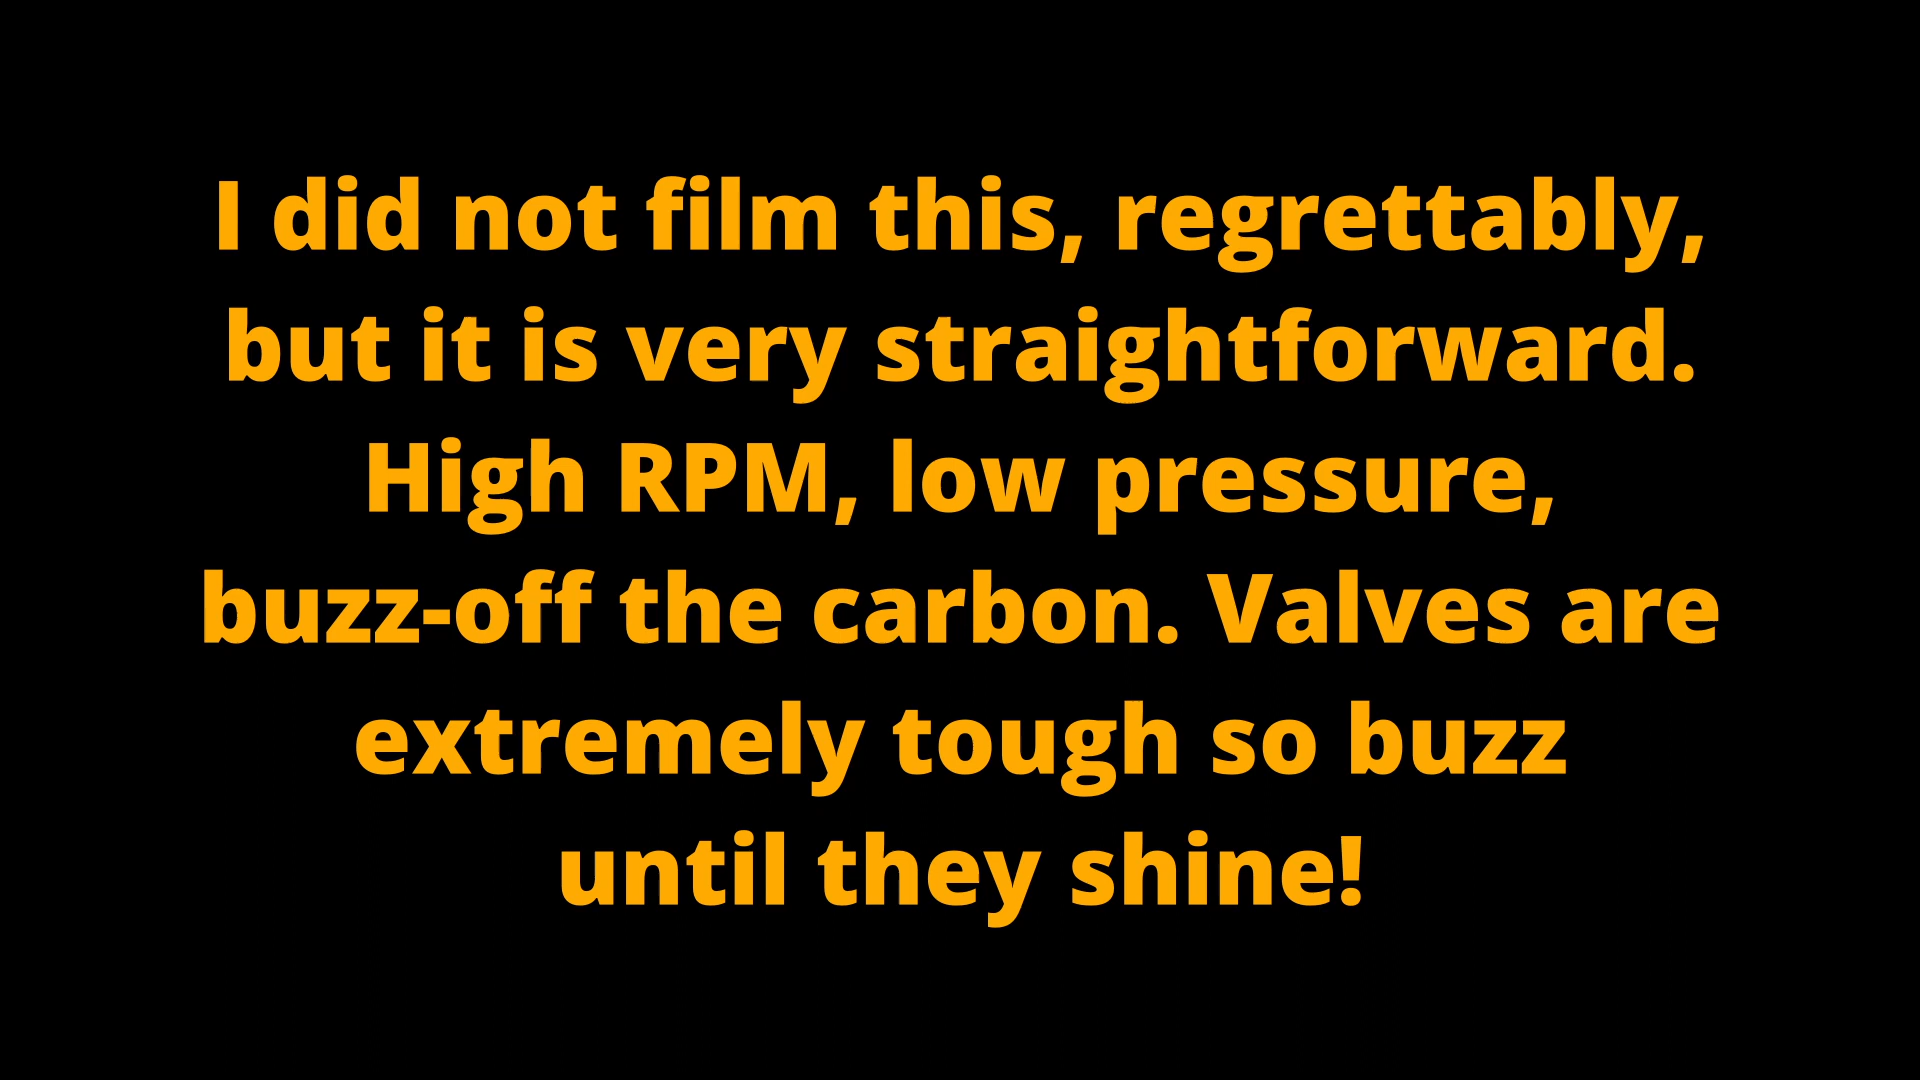 I did not film this, regrettably,
but it is very straightforward.
High RPM, low pressure,
buzz-off the carbon. Valves are
extremely tough so buzz
until they shine!